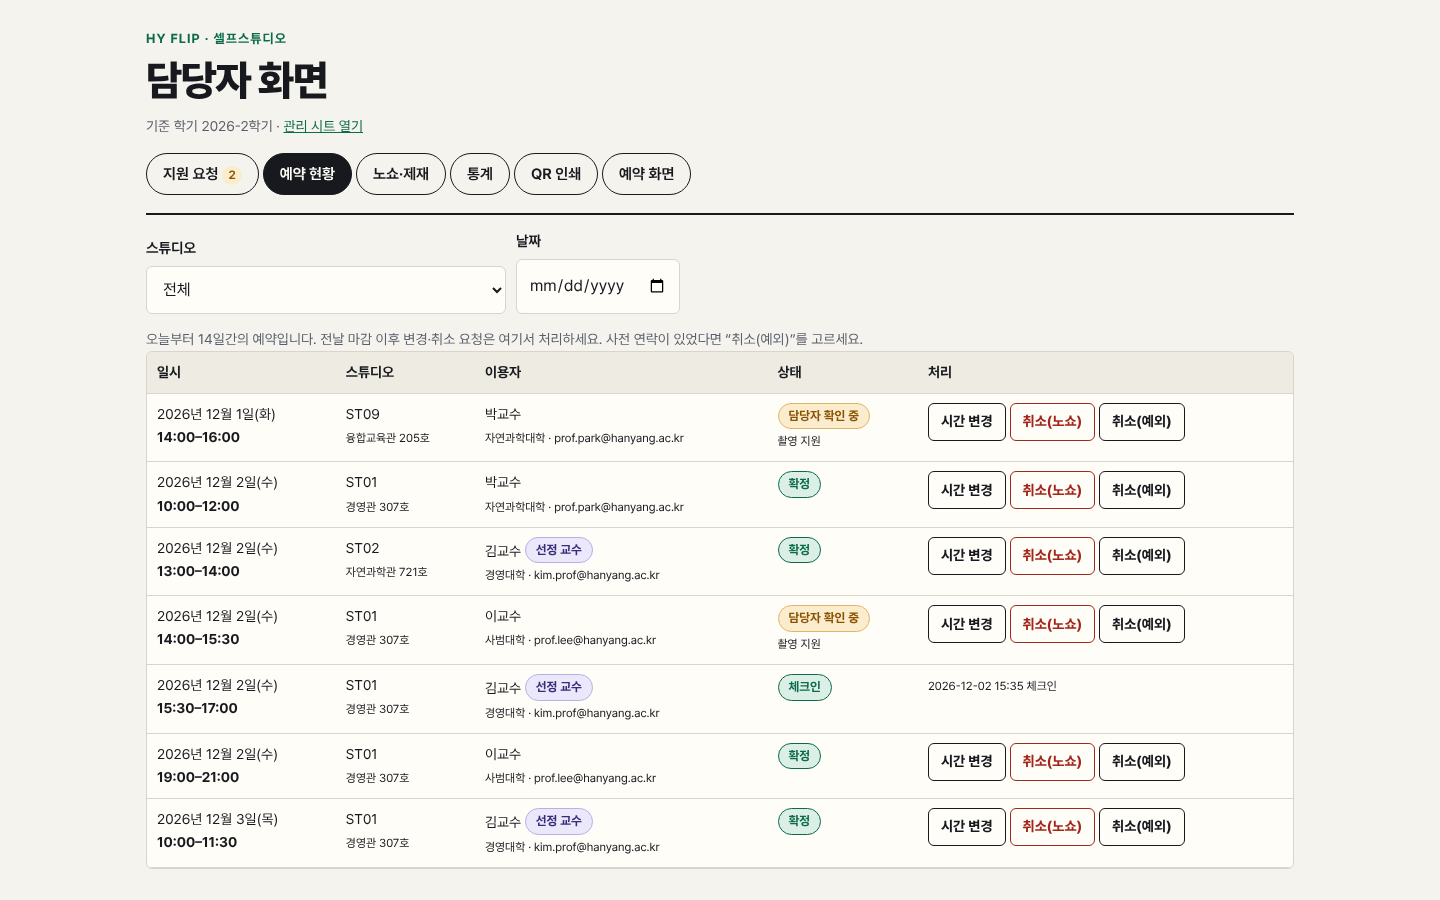 HY FLIP · 셀프스튜디오
담당자 화면
기준 학기 2026-2학기 · 관리 시트 열기
지원 요청 2 예약 현황 노쇼·제재 통계 QR 인쇄 예약 화면
스튜디오 날짜
전체 mm/dd/yyyy
오늘부터 14일간의 예약입니다. 전날 마감 이후 변경·취소 요청은 여기서 처리하세요. 사전 연락이 있었다면 “취소(예외)”를 고르세요.
일시 스튜디오 이용자 상태 처리
2026년 12월 1일(화) ST09 박교수 담당자 확인 중 시간 변경 취소(노쇼) 취소(예외)
14:00–16:00 융합교육관 205호 자연과학대학 · prof.park@hanyang.ac.kr 촬영 지원
2026년 12월 2일(수) ST01 박교수 확정 시간 변경 취소(노쇼) 취소(예외)
10:00–12:00 경영관 307호 자연과학대학 · prof.park@hanyang.ac.kr
2026년 12월 2일(수) ST02 김교수 선정 교수 확정 시간 변경 취소(노쇼) 취소(예외)
13:00–14:00 자연과학관 721호 경영대학 · kim.prof@hanyang.ac.kr
2026년 12월 2일(수) ST01 이교수 담당자 확인 중 시간 변경 취소(노쇼) 취소(예외)
14:00–15:30 경영관 307호 사범대학 · prof.lee@hanyang.ac.kr 촬영 지원
2026년 12월 2일(수) ST01 김교수 선정 교수 체크인 2026-12-02 15:35 체크인
15:30–17:00 경영관 307호 경영대학 · kim.prof@hanyang.ac.kr
2026년 12월 2일(수) ST01 이교수 확정 시간 변경 취소(노쇼) 취소(예외)
19:00–21:00 경영관 307호 사범대학 · prof.lee@hanyang.ac.kr
2026년 12월 3일(목) ST01 김교수 선정 교수 확정 시간 변경 취소(노쇼) 취소(예외)
10:00–11:30 경영관 307호 경영대학 · kim.prof@hanyang.ac.kr